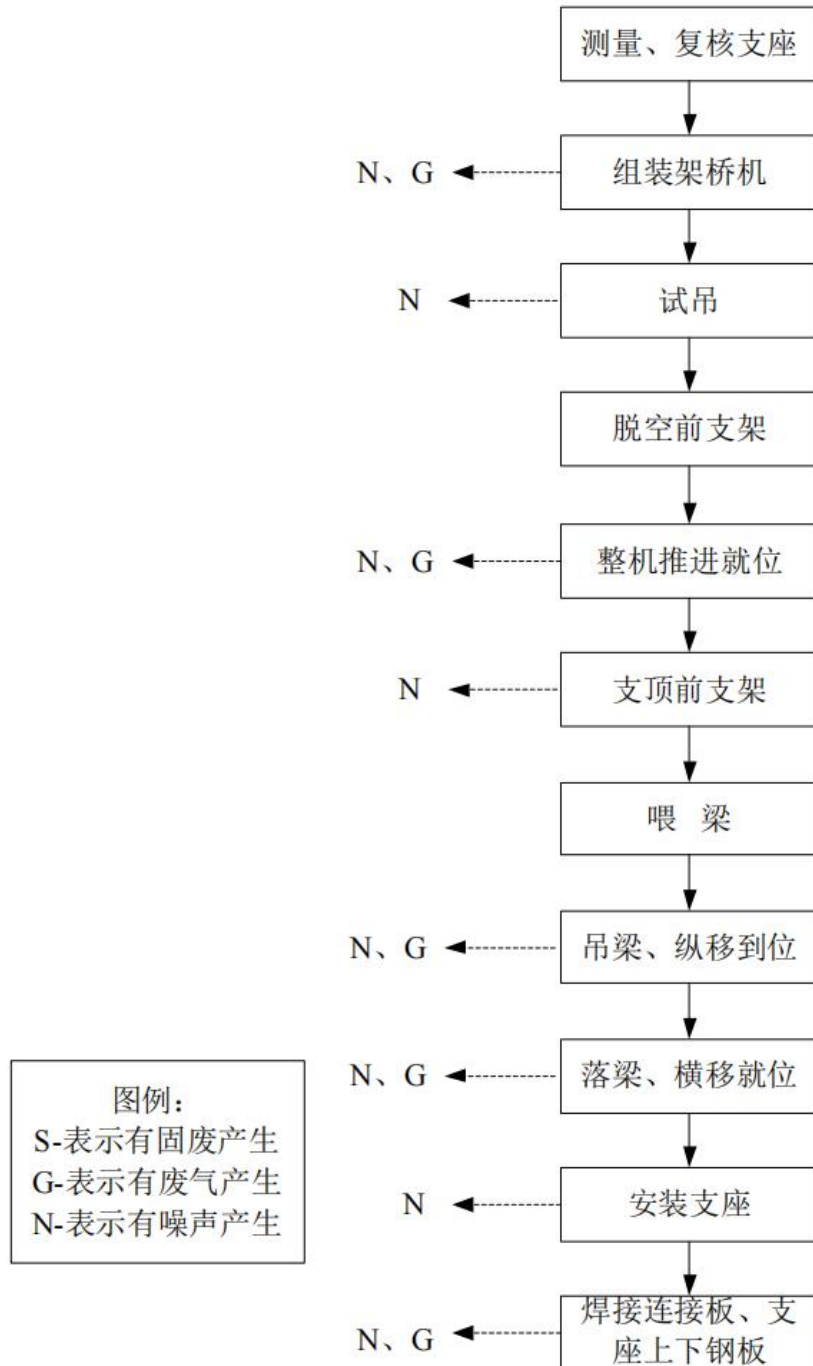 测量、复核支座
N、G
组装架桥机
N
试吊
脱空前支架
N、G
整机推进就位
N
支顶前支架
喂 梁
N、G
吊梁、纵移到位
N、G
落梁、横移就位
图例：
S-表示有固废产生
G-表示有废气产生
N-表示有噪声产生
N
安装支座
N、G
焊接连接板、支
座上下钢板